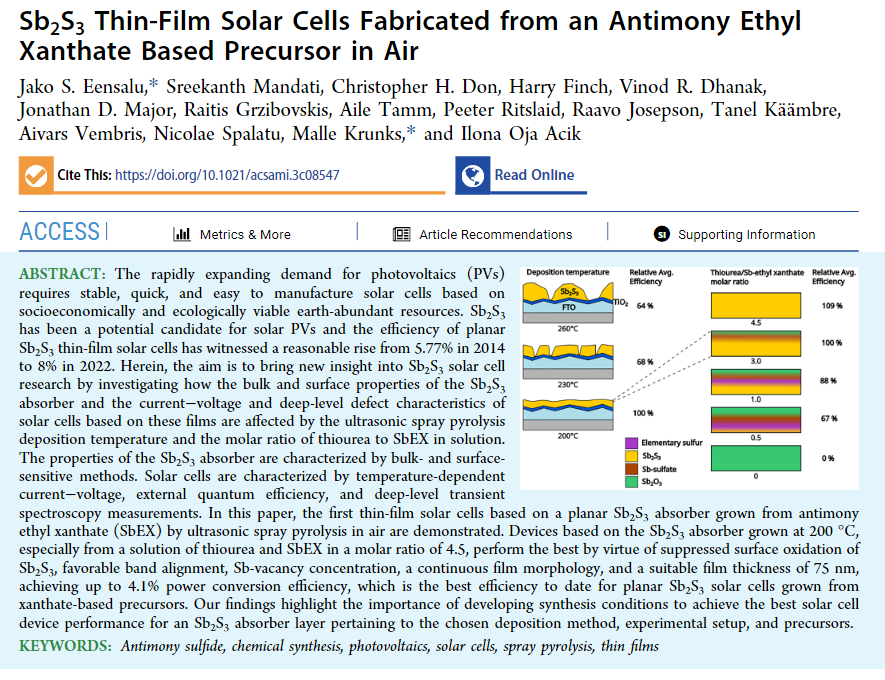 Sb₂S₃ Thin-Film Solar Cells Fabricated from an Antimony Ethyl
Xanthate Based Precursor in Air
Jako S. Eensalu,* Sreekanth Mandati, Christopher H. Don, Harry Finch, Vinod R. Dhanak,
Jonathan D. Major, Raitis Grzibovskis, Aile Tamm, Peeter Ritslaid, Raavo Josepson, Tanel Käämbre,
Aivars Vembris, Nicolae Spalatu, Malle Krunks,* and Ilona Oja Acik
Cite This: https://doi.org/10.1021/acsami.3c08547
Read Online
ACCESS
Metrics & More
Article Recommendations
SI Supporting Information
ABSTRACT: The rapidly expanding demand for photovoltaics (PVs)
requires stable, quick, and easy to manufacture solar cells based on
socioeconomically and ecologically viable earth-abundant resources. Sb₂S₃
has been a potential candidate for solar PVs and the efficiency of planar
Sb₂S₃ thin-film solar cells has witnessed a reasonable rise from 5.77% in 2014
to 8% in 2022. Herein, the aim is to bring new insight into Sb₂S₃ solar cell
research by investigating how the bulk and surface properties of the Sb₂S₃
absorber and the current−voltage and deep-level defect characteristics of
solar cells based on these films are affected by the ultrasonic spray pyrolysis
deposition temperature and the molar ratio of thiourea to SbEX in solution.
The properties of the Sb₂S₃ absorber are characterized by bulk- and surface-
sensitive methods. Solar cells are characterized by temperature-dependent
current−voltage, external quantum efficiency, and deep-level transient
spectroscopy measurements. In this paper, the first thin-film solar cells based on a planar Sb₂S₃ absorber grown from antimony
ethyl xanthate (SbEX) by ultrasonic spray pyrolysis in air are demonstrated. Devices based on the Sb₂S₃ absorber grown at 200 °C,
especially from a solution of thiourea and SbEX in a molar ratio of 4.5, perform the best by virtue of suppressed surface oxidation of
Sb₂S₃, favorable band alignment, Sb-vacancy concentration, a continuous film morphology, and a suitable film thickness of 75 nm,
achieving up to 4.1% power conversion efficiency, which is the best efficiency to date for planar Sb₂S₃ solar cells grown from
xanthate-based precursors. Our findings highlight the importance of developing synthesis conditions to achieve the best solar cell
device performance for an Sb₂S₃ absorber layer pertaining to the chosen deposition method, experimental setup, and precursors.
Deposition temperature
Relative Avg.
Efficiency
Sb₂S₃
TiO₂
FTO
64 %
260°C
68 %
230°C
100 %
200°C
Elementary sulfur
Sb₂S₃
Sb-sulfate
Sb₂O₃
Thiourea/Sb-ethyl xanthate
molar ratio
Relative Avg.
Efficiency
109 %
4.5
100 %
3.0
88 %
1.0
67 %
0.5
0 %
0
KEYWORDS: Antimony sulfide, chemical synthesis, photovoltaics, solar cells, spray pyrolysis, thin films